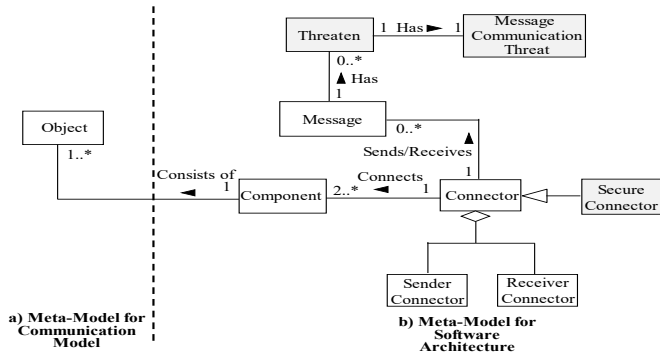 Threaten
1 Has 1
Message
Communication
Threat
0..*
Has
1
Object
Message
0..*
1..*
Sends/Receives
Consists of
1
Connects
1
Component
2..*
1
Connector
Secure
Connector
Sender
Connector
Receiver
Connector
a) Meta-Model for
Communication
Model
b) Meta-Model for
Software
Architecture